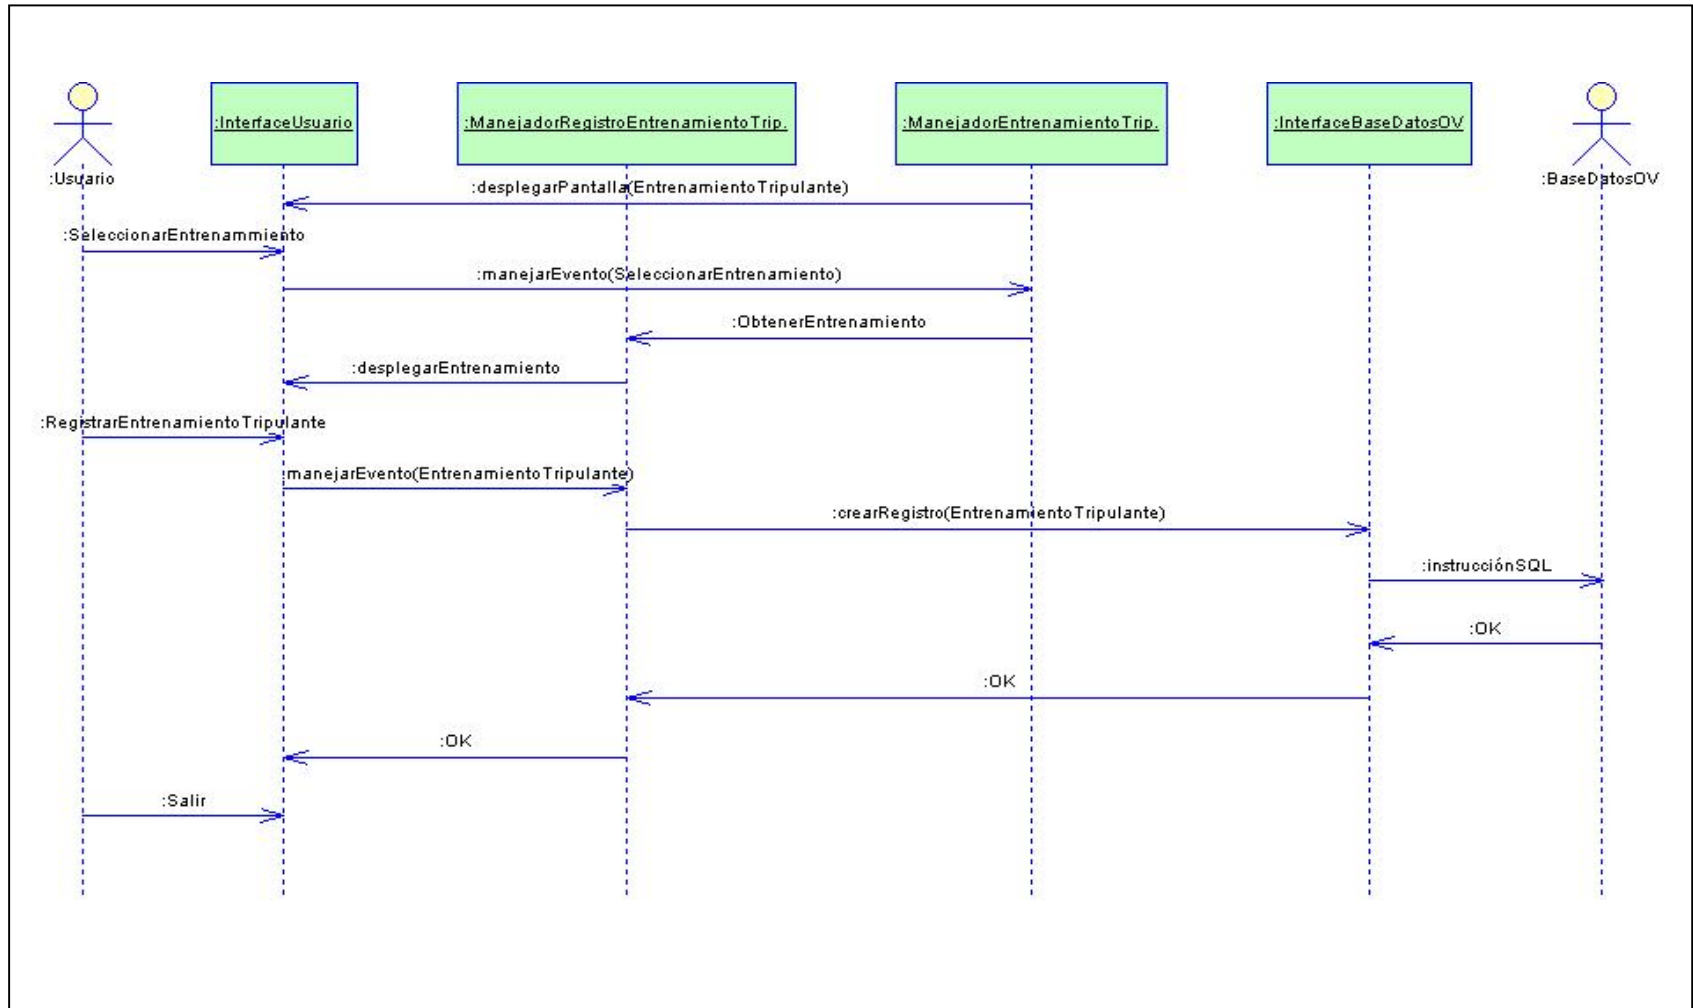 :InterfaceUsuario
:ManejadorRegistroEntrenamientoTrip.
:ManejadorEntrenamientoTrip.
:InterfaceBaseDatosOV
:Usuario
:BaseDatosOV
:desplegarPantalla(EntrenamientoTripulante)
:SeleccionarEntrenammiento
:manejarEvento(SeleccionarEntrenamiento)
:ObtenerEntrenamiento
:desplegarEntrenamiento
:RegistrarEntrenamientoTripulante
manejarEvento(EntrenamientoTripulante)
:crearRegistro(EntrenamientoTripulante)
:instrucciónSQL
:OK
:OK
:OK
:Salir